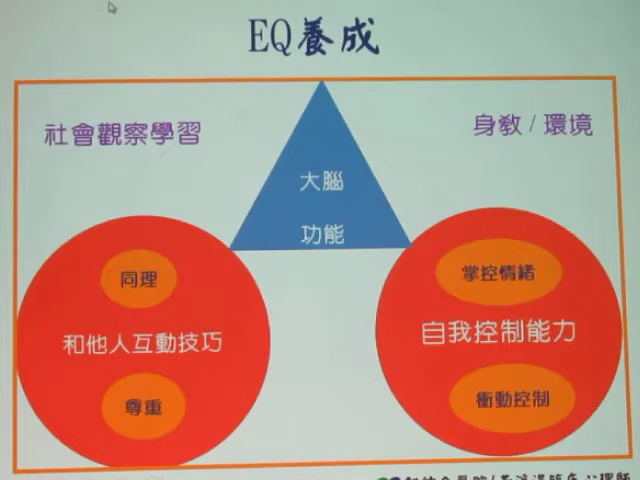 EQ養成
社會觀察學習
身教 / 環境
大腦
功能
同理
掌控情緒
和他人互動技巧
自我控制能力
尊重
衝動控制